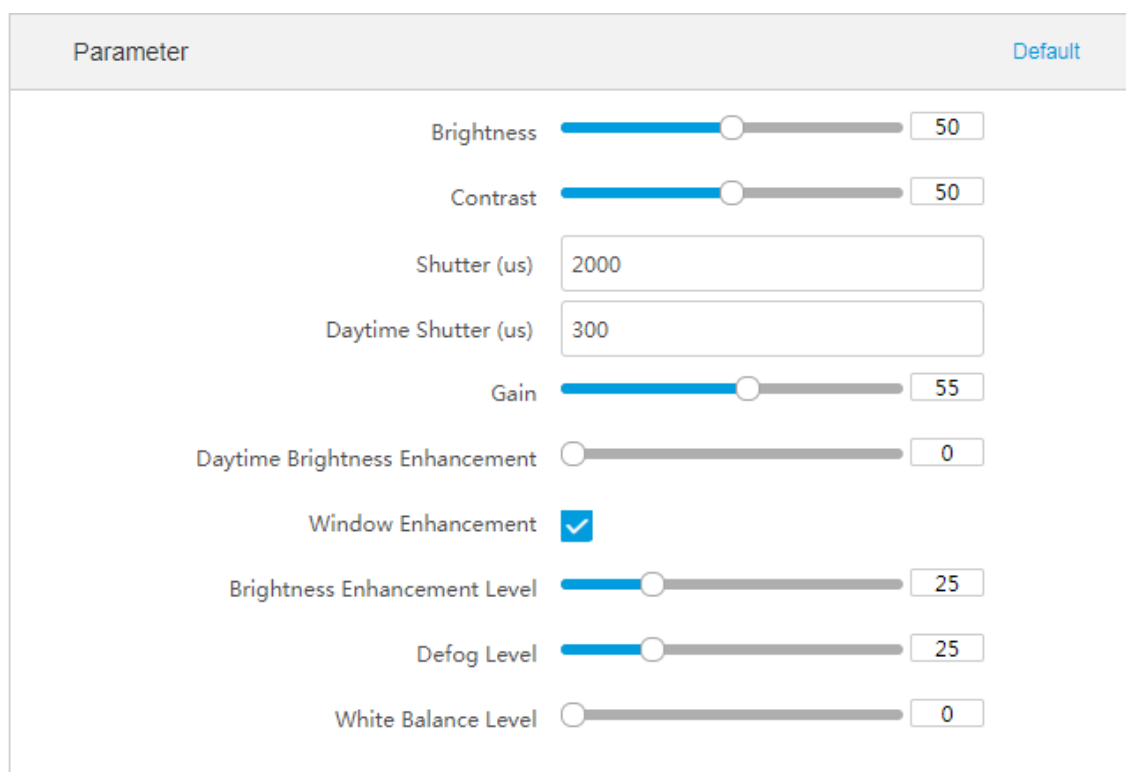 Parameter Default
Brightness 50
Contrast 50
Shutter (us) 2000
Daytime Shutter (us) 300
Gain 55
Daytime Brightness Enhancement 0
Window Enhancement
Brightness Enhancement Level 25
Defog Level 25
White Balance Level 0